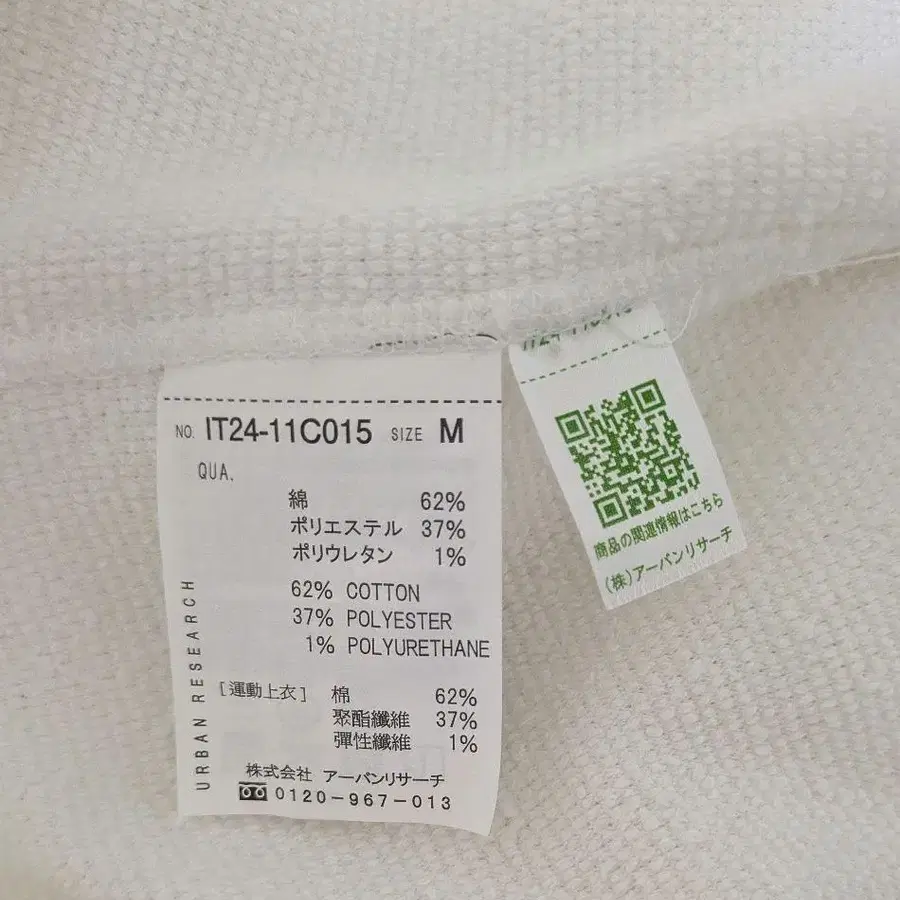 NO. IT24-11C015 SIZE M
QUA.
綿 62%
ポリエステル 37%
ポリウレタン 1%
62% COTTON
37% POLYESTER
1% POLYURETHANE
[運動上衣] 棉 62%
聚酯纖維 37%
彈性纖維 1%
株式会社 アーバンリサーチ
0120-967-013
URBAN RESEARCH
IT24-11C015
商品の関連情報はこちら
(株)アーバンリサーチ